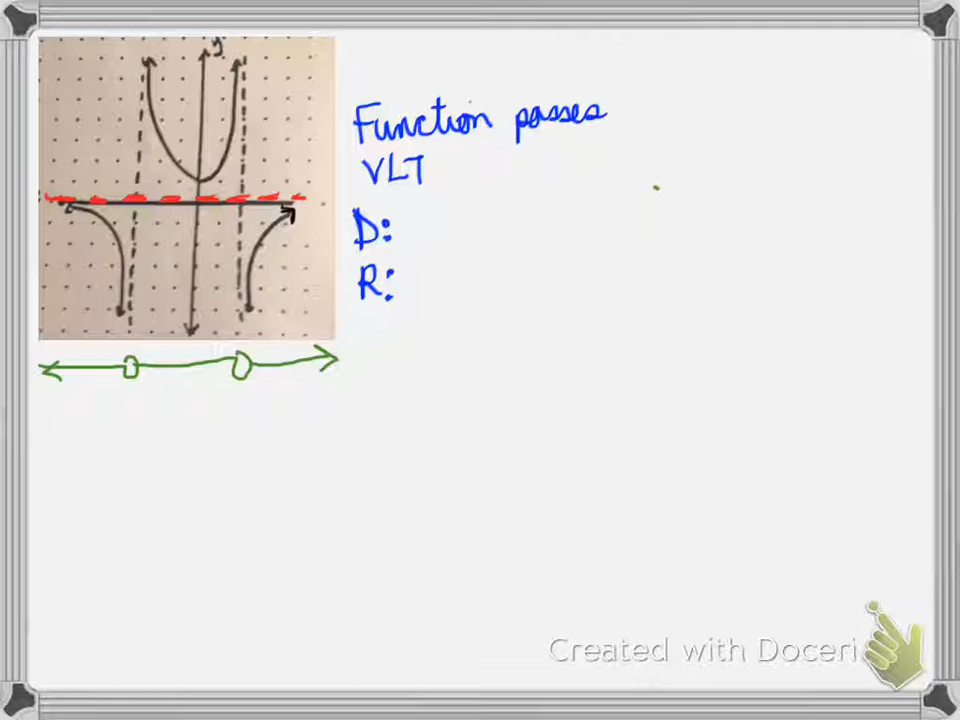 y
Function passes
VLT
D:
R:
Created with Doceri